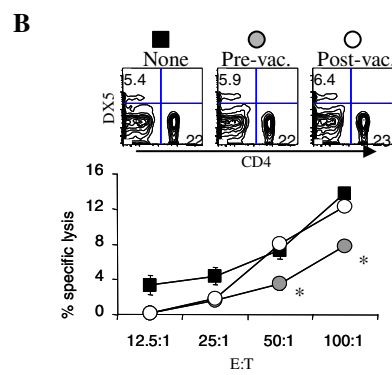 B
None Pre-vac. Post-vac.
5.4 5.9 6.4
DX5
22 22 23
CD4
16
12
8
4
0
% specific lysis
* *
12.5:1 25:1 50:1 100:1
E:T